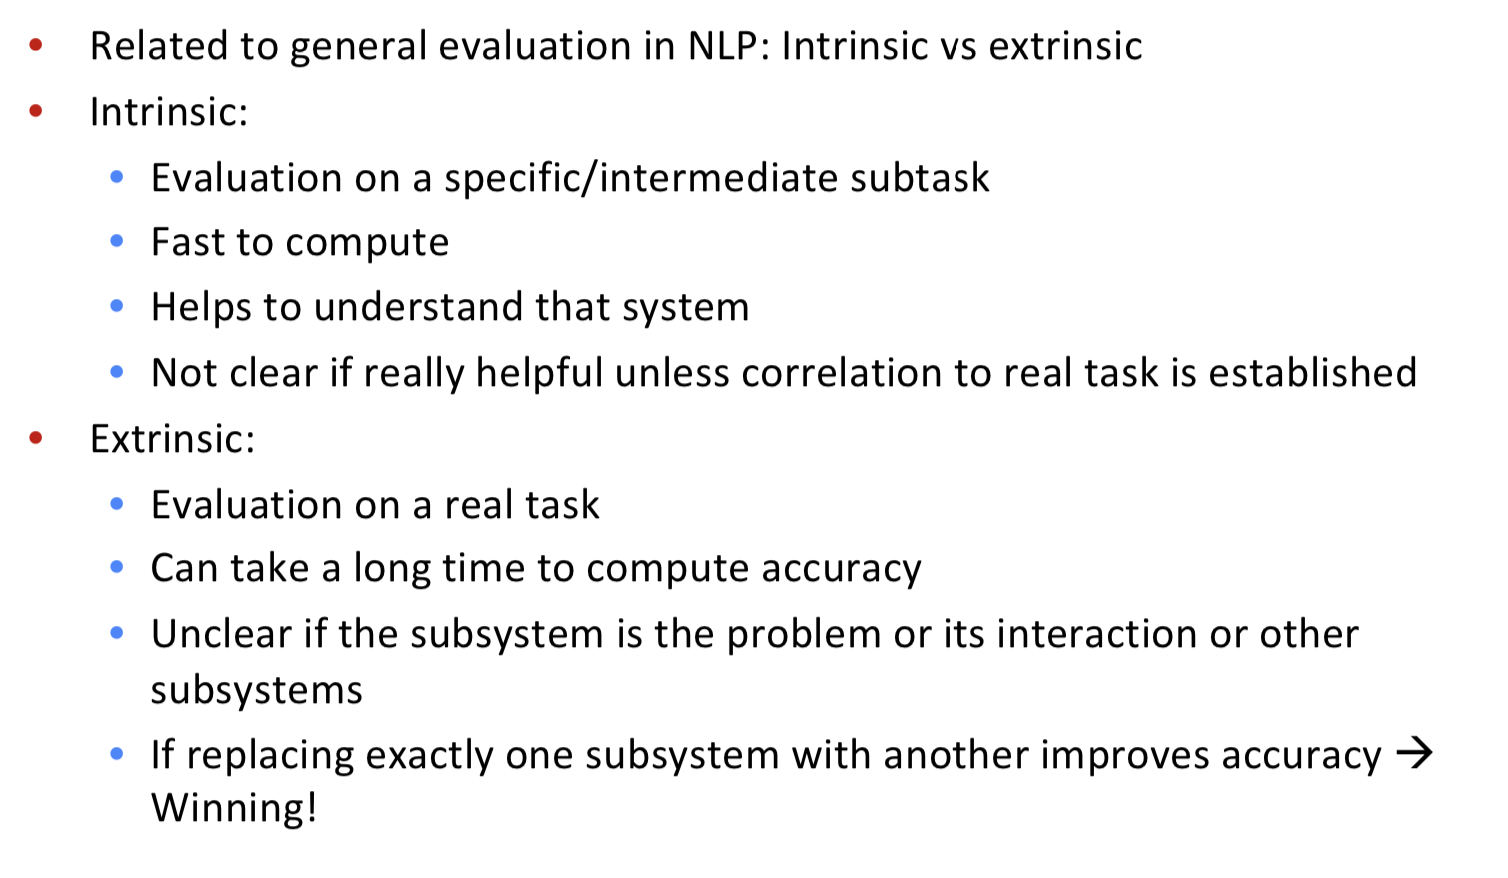 • Related to general evaluation in NLP: Intrinsic vs extrinsic
• Intrinsic:
• Evaluation on a specific/intermediate subtask
• Fast to compute
• Helps to understand that system
• Not clear if really helpful unless correlation to real task is established
• Extrinsic:
• Evaluation on a real task
• Can take a long time to compute accuracy
• Unclear if the subsystem is the problem or its interaction or other
subsystems
• If replacing exactly one subsystem with another improves accuracy →
Winning!